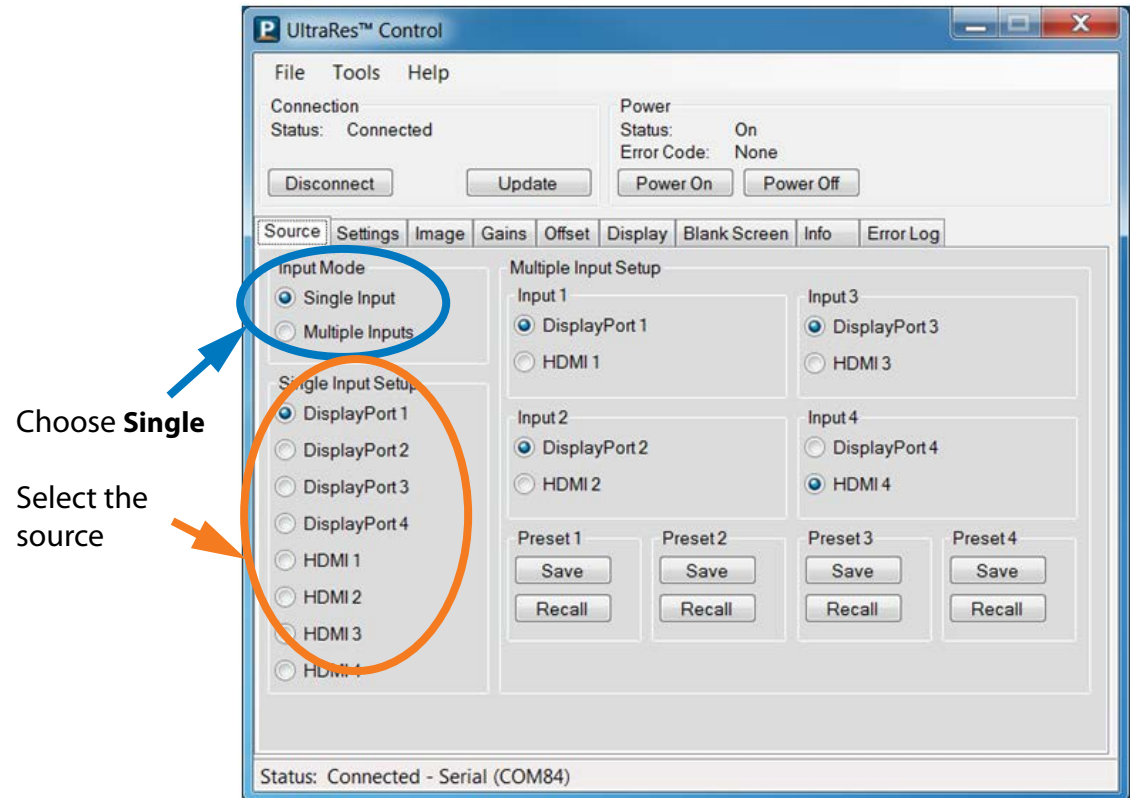 UltraRes™ Control
File Tools Help
Connection
Status: Connected
Disconnect Update
Power
Status: On
Error Code: None
Power On Power Off
Source Settings Image Gains Offset Display Blank Screen Info Error Log
Input Mode
Single Input
Multiple Inputs
Choose Single
Select the
source
Single Input Setup
DisplayPort 1
DisplayPort 2
DisplayPort 3
DisplayPort 4
HDMI 1
HDMI 2
HDMI 3
HDMI 4
Multiple Input Setup
Input 1
DisplayPort 1
HDMI 1
Input 3
DisplayPort 3
HDMI 3
Input 2
DisplayPort 2
HDMI 2
Input 4
DisplayPort 4
HDMI 4
Preset 1 Preset 2 Preset 3 Preset 4
Save Save Save Save
Recall Recall Recall Recall
Status: Connected - Serial (COM84)